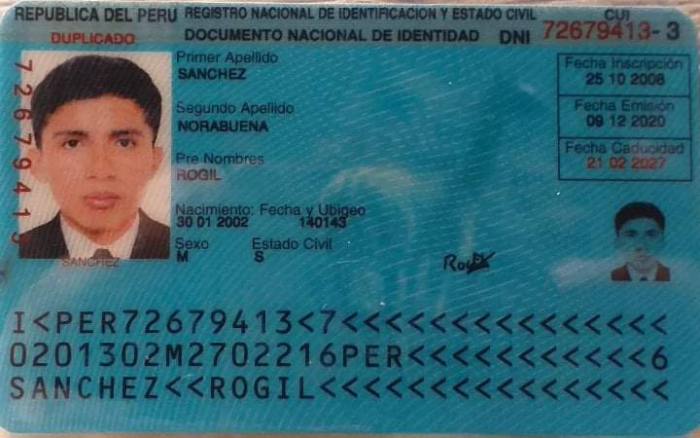 REPUBLICA DEL PERU REGISTRO NACIONAL DE IDENTIFICACION Y ESTADO CIVIL CUI
DUPLICADO DOCUMENTO NACIONAL DE IDENTIDAD DNI 72679413-3
Primer Apellido
SANCHEZ
Segundo Apellido
NORABUENA
Pre Nombres
ROGIL
Nacimiento: Fecha y Ubigeo
30 01 2002 140143
Sexo Estado Civil
M S
Fecha Inscripción
25 10 2008
Fecha Emisión
09 12 2020
Fecha Caducidad
21 02 2027
72679413
SANCHEZ
I<PER72679413<7<<<<<<<<<<<<<<<
0201302M2702216PER<<<<<<<<<<<6
SANCHEZ<<ROGIL<<<<<<<<<<<<<<<<